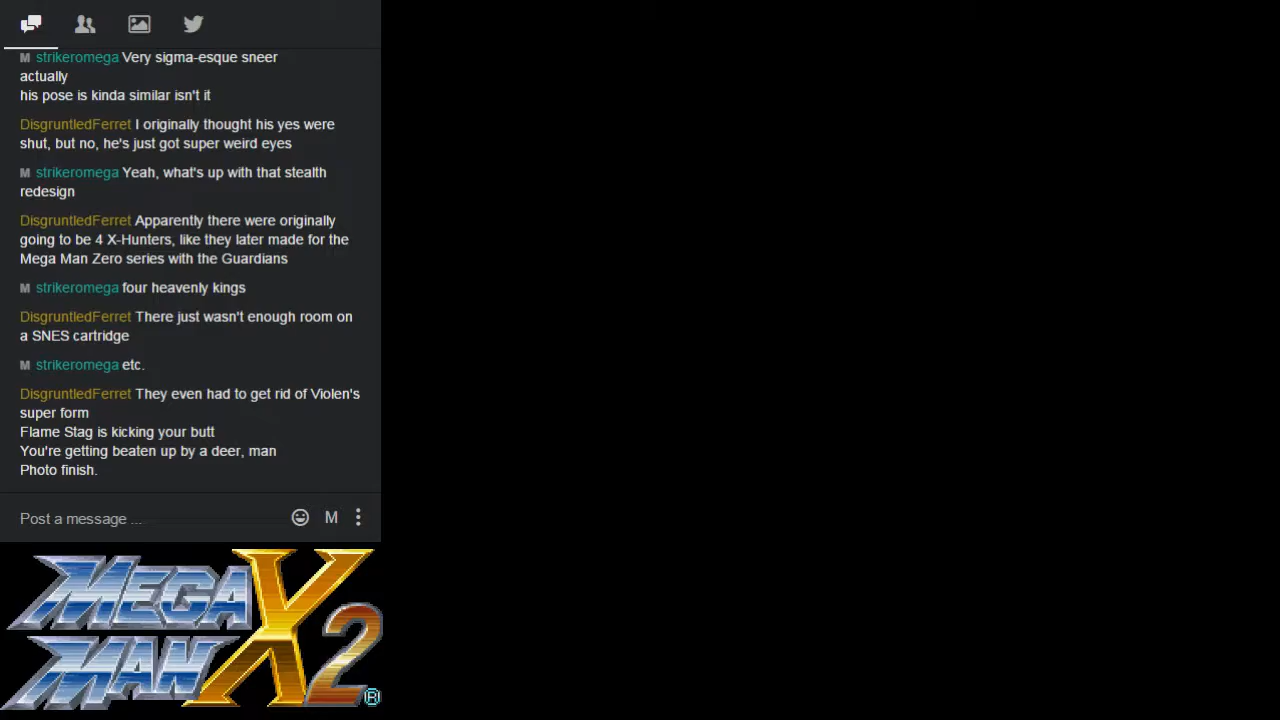 M strikeromega Very sigma-esque sneer
actually
his pose is kinda similar isn't it
DisgruntledFerret I originally thought his yes were
shut, but no, he's just got super weird eyes
M strikeromega Yeah, what's up with that stealth
redesign
DisgruntledFerret Apparently there were originally
going to be 4 X-Hunters, like they later made for the
Mega Man Zero series with the Guardians
M strikeromega four heavenly kings
DisgruntledFerret There just wasn't enough room on
a SNES cartridge
M strikeromega etc.
DisgruntledFerret They even had to get rid of Violen's
super form
Flame Stag is kicking your butt
You're getting beaten up by a deer, man
Photo finish.
Post a message ... M
MEGA
MAN X2 ®